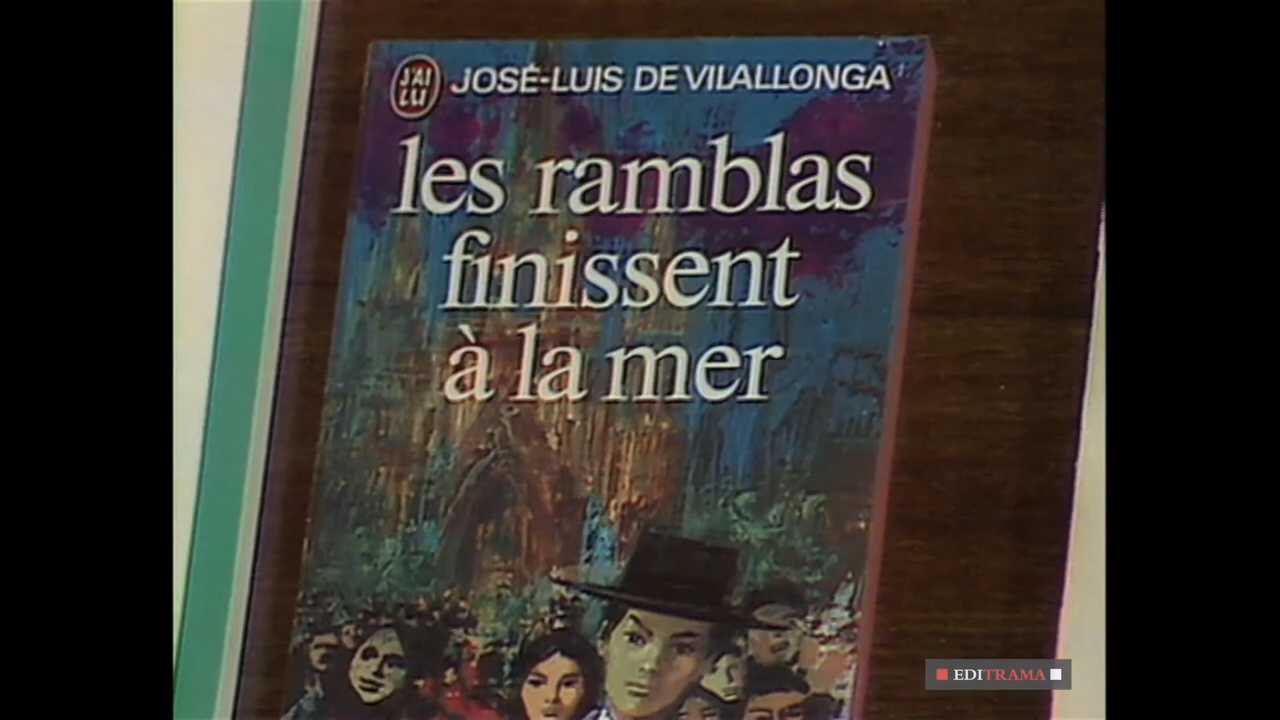 J'AI
LU
JOSÉ-LUIS DE VILALLONGA
les ramblas
finissent
à la mer
EDITRAMA